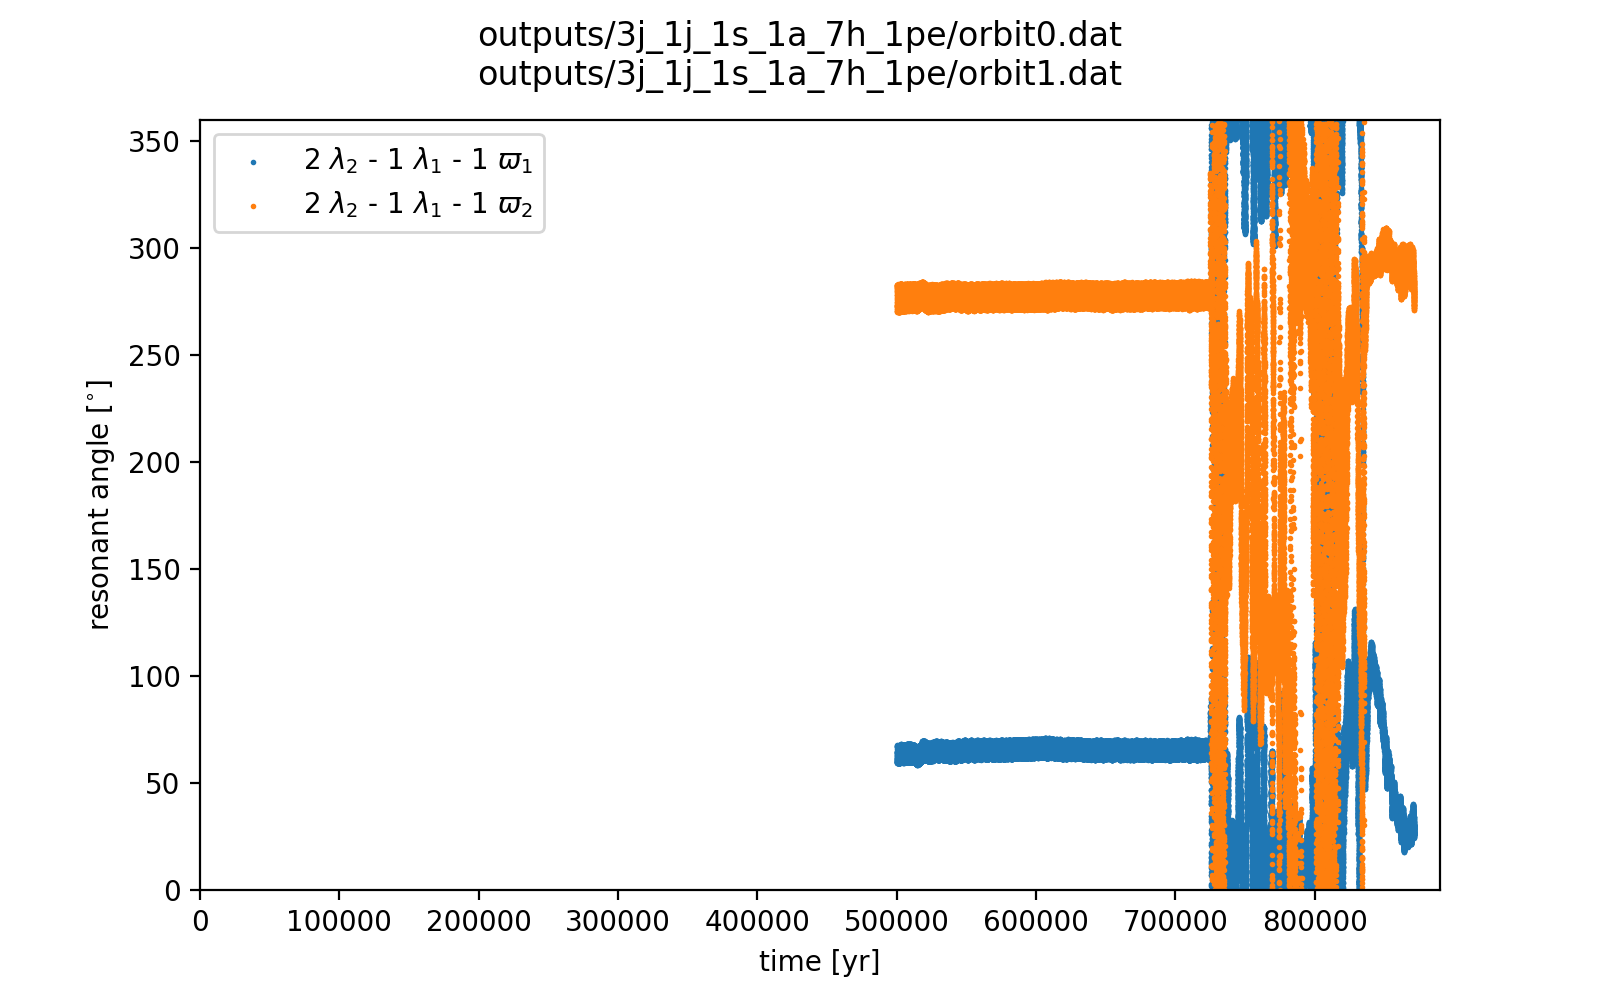 outputs/3j_1j_1s_1a_7h_1pe/orbit0.dat
outputs/3j_1j_1s_1a_7h_1pe/orbit1.dat
2 λ₂ - 1 λ₁ - 1 ϖ₁
2 λ₂ - 1 λ₁ - 1 ϖ₂
350
300
250
200
150
100
50
0
resonant angle [°]
0 100000 200000 300000 400000 500000 600000 700000 800000
time [yr]